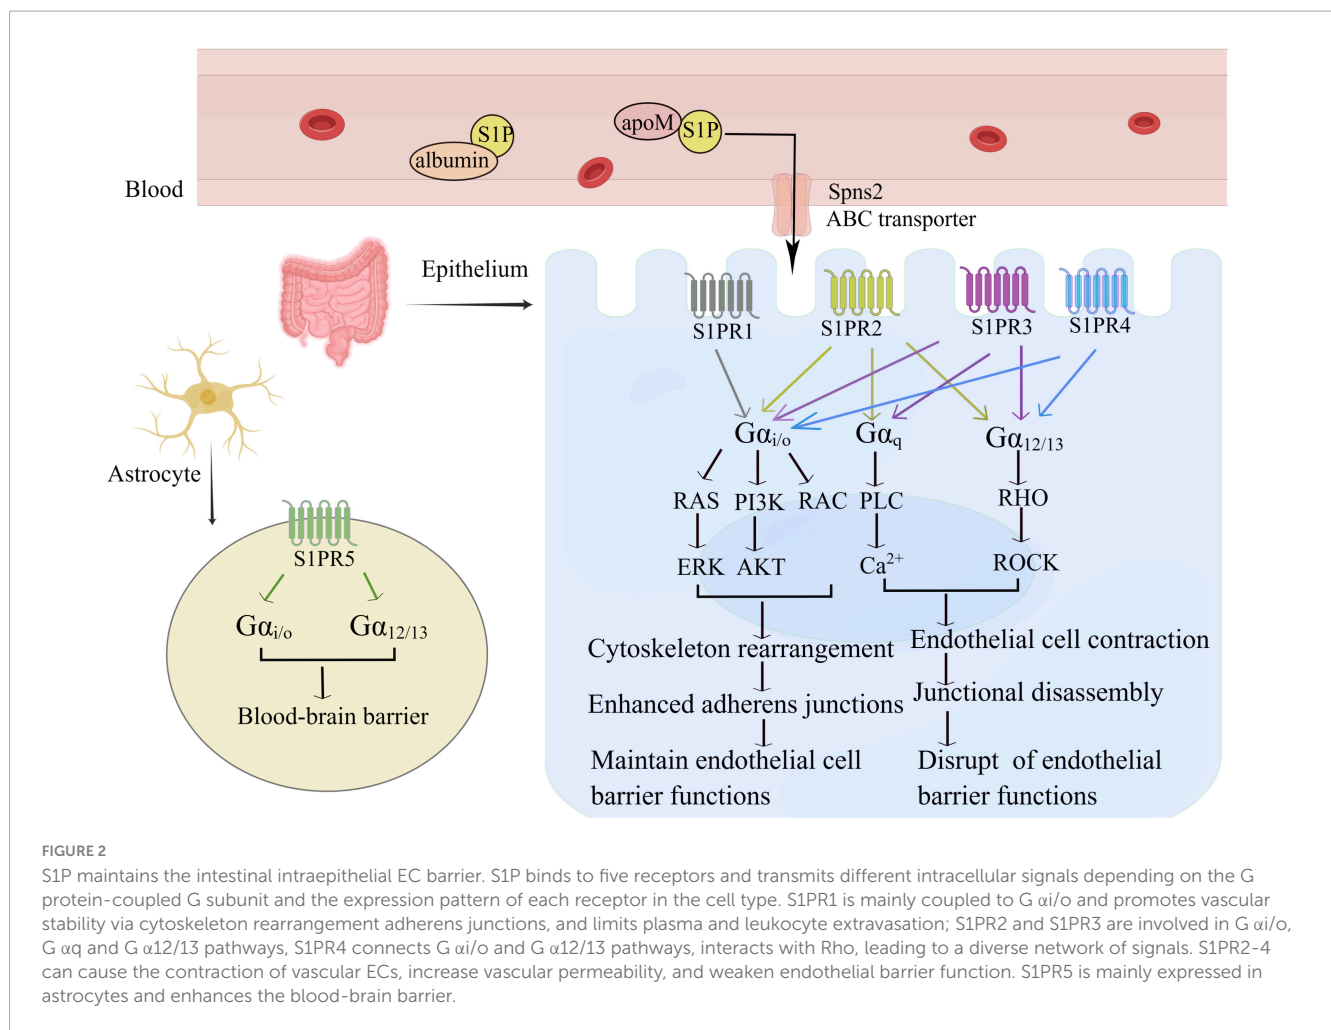 S1P
albumin
apoM
S1P
Blood
Spns2
ABC transporter
Epithelium
S1PR1
S1PR2
S1PR3
S1PR4
Astrocyte
Gαi/o
Gαq
Gα12/13
RAS
PI3K
RAC
PLC
RHO
S1PR5
ERK
AKT
Ca2+
ROCK
Gαi/o
Gα12/13
Cytoskeleton rearrangement
Endothelial cell contraction
Enhanced adherens junctions
Junctional disassembly
Blood-brain barrier
Maintain endothelial cell
barrier functions
Disrupt of endothelial
barrier functions
FIGURE 2
S1P maintains the intestinal intraepithelial EC barrier. S1P binds to five receptors and transmits different intracellular signals depending on the G
protein-coupled G subunit and the expression pattern of each receptor in the cell type. S1PR1 is mainly coupled to G αi/o and promotes vascular
stability via cytoskeleton rearrangement adherens junctions, and limits plasma and leukocyte extravasation; S1PR2 and S1PR3 are involved in G αi/o,
G αq and G α12/13 pathways, S1PR4 connects G αi/o and G α12/13 pathways, interacts with Rho, leading to a diverse network of signals. S1PR2-4
can cause the contraction of vascular ECs, increase vascular permeability, and weaken endothelial barrier function. S1PR5 is mainly expressed in
astrocytes and enhances the blood-brain barrier.